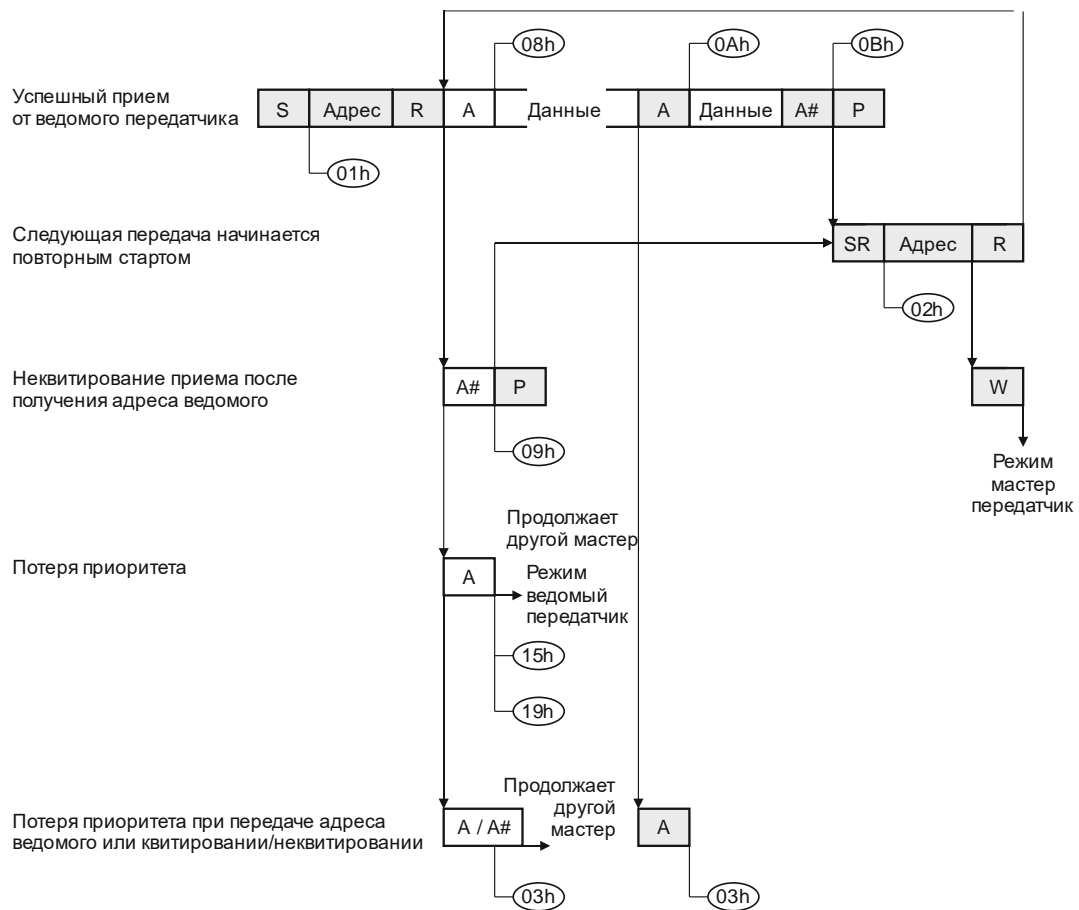 08h
0Ah
0Bh
Успешный прием
от ведомого передатчика
S
Адрес
R
A
Данные
A
Данные
A#
P
01h
Следующая передача начинается
повторным стартом
SR
Адрес
R
02h
Неквитирование приема после
получения адреса ведомого
A#
P
W
09h
Режим
мастер
передатчик
Продолжает
другой мастер
Потеря приоритета
A
Режим
ведомый
передатчик
15h
19h
Продолжает
другой
мастер
Потеря приоритета при передаче адреса
ведомого или квитировании/неквитировании
A / A#
A
03h
03h